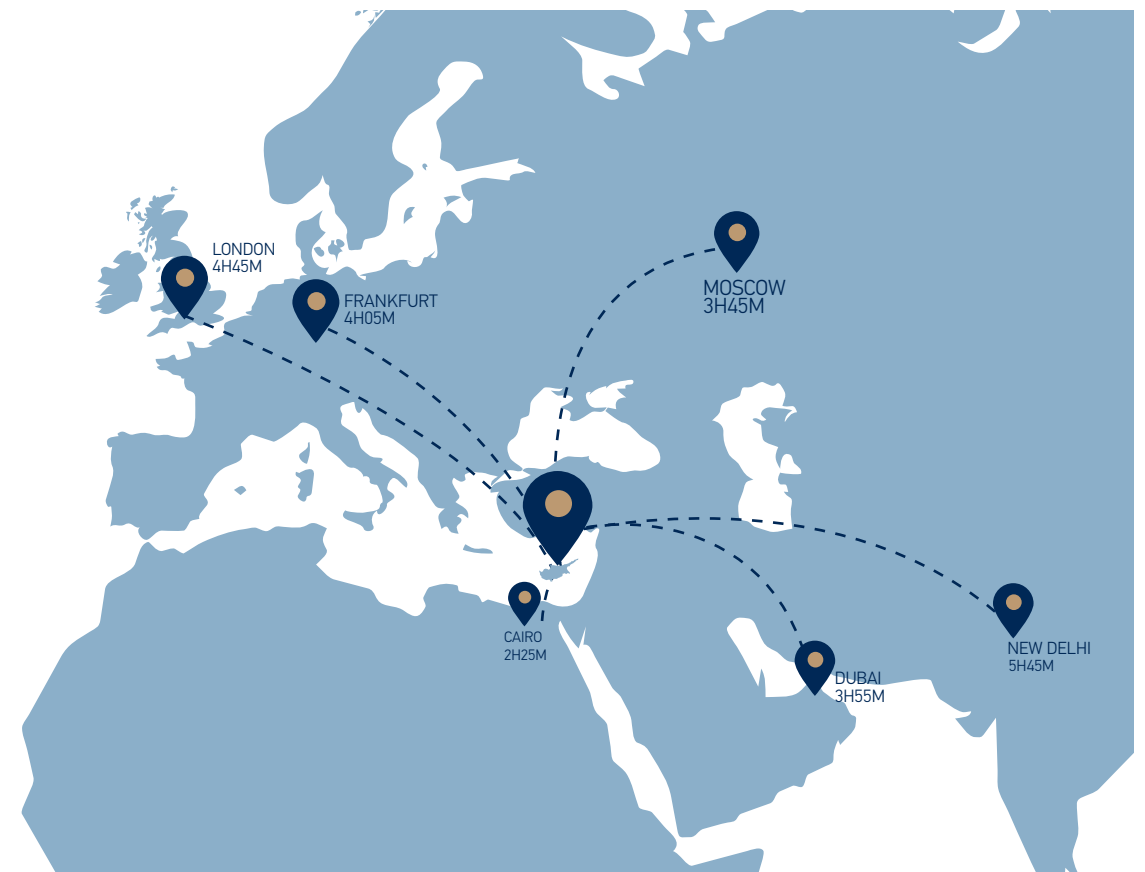 LONDON
4H45M
FRANKFURT
4H05M
MOSCOW
3H45M
CAIRO
2H25M
NEW DELHI
5H45M
DUBAI
3H55M